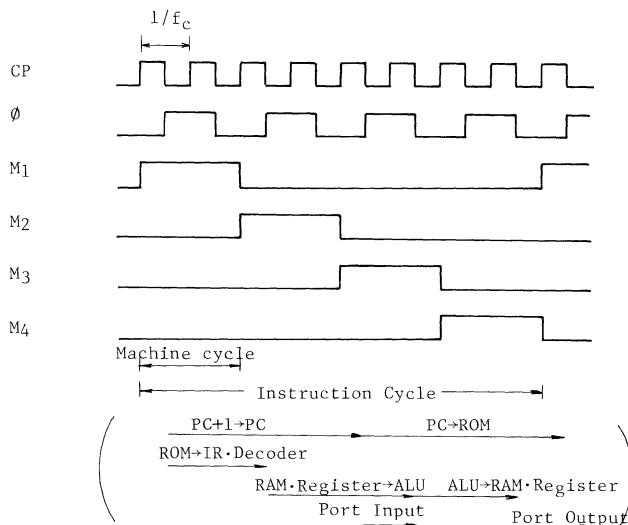 1/fc
CP
ø
M1
M2
M3
M4
Machine cycle
Instruction Cycle
PC+1→PC PC→ROM
ROM→IR·Decoder
RAM·Register→ALU ALU→RAM·Register
Port Input
Port Output